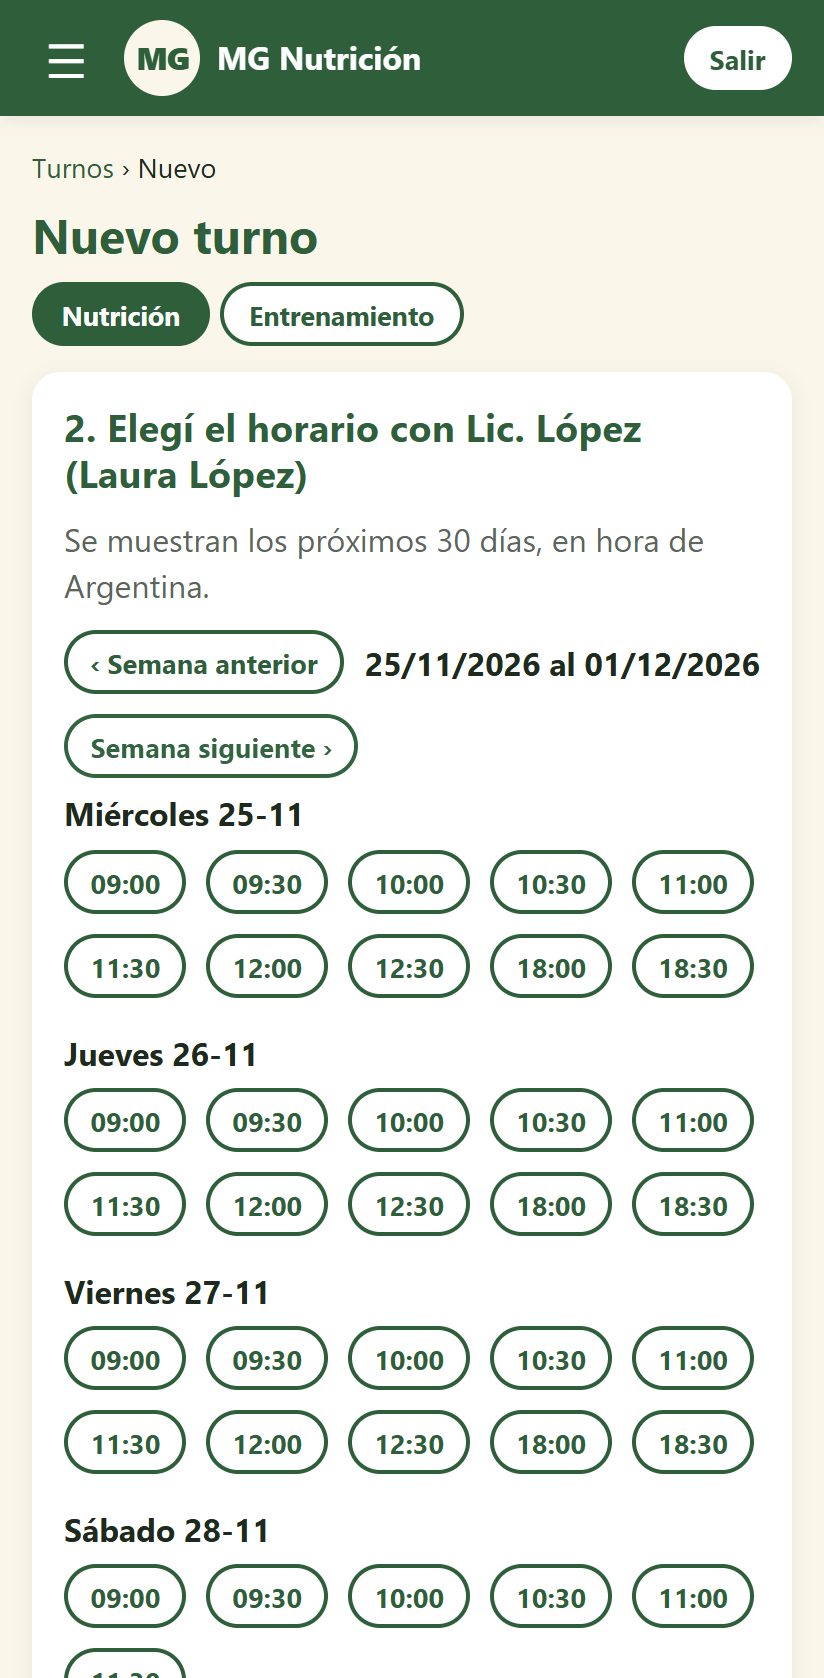 ☰ MG MG Nutrición Salir
Turnos › Nuevo
Nuevo turno
Nutrición Entrenamiento
2. Elegí el horario con Lic. López
(Laura López)
Se muestran los próximos 30 días, en hora de
Argentina.
‹ Semana anterior 25/11/2026 al 01/12/2026
Semana siguiente ›
Miércoles 25-11
09:00 09:30 10:00 10:30 11:00
11:30 12:00 12:30 18:00 18:30
Jueves 26-11
09:00 09:30 10:00 10:30 11:00
11:30 12:00 12:30 18:00 18:30
Viernes 27-11
09:00 09:30 10:00 10:30 11:00
11:30 12:00 12:30 18:00 18:30
Sábado 28-11
09:00 09:30 10:00 10:30 11:00
11:30